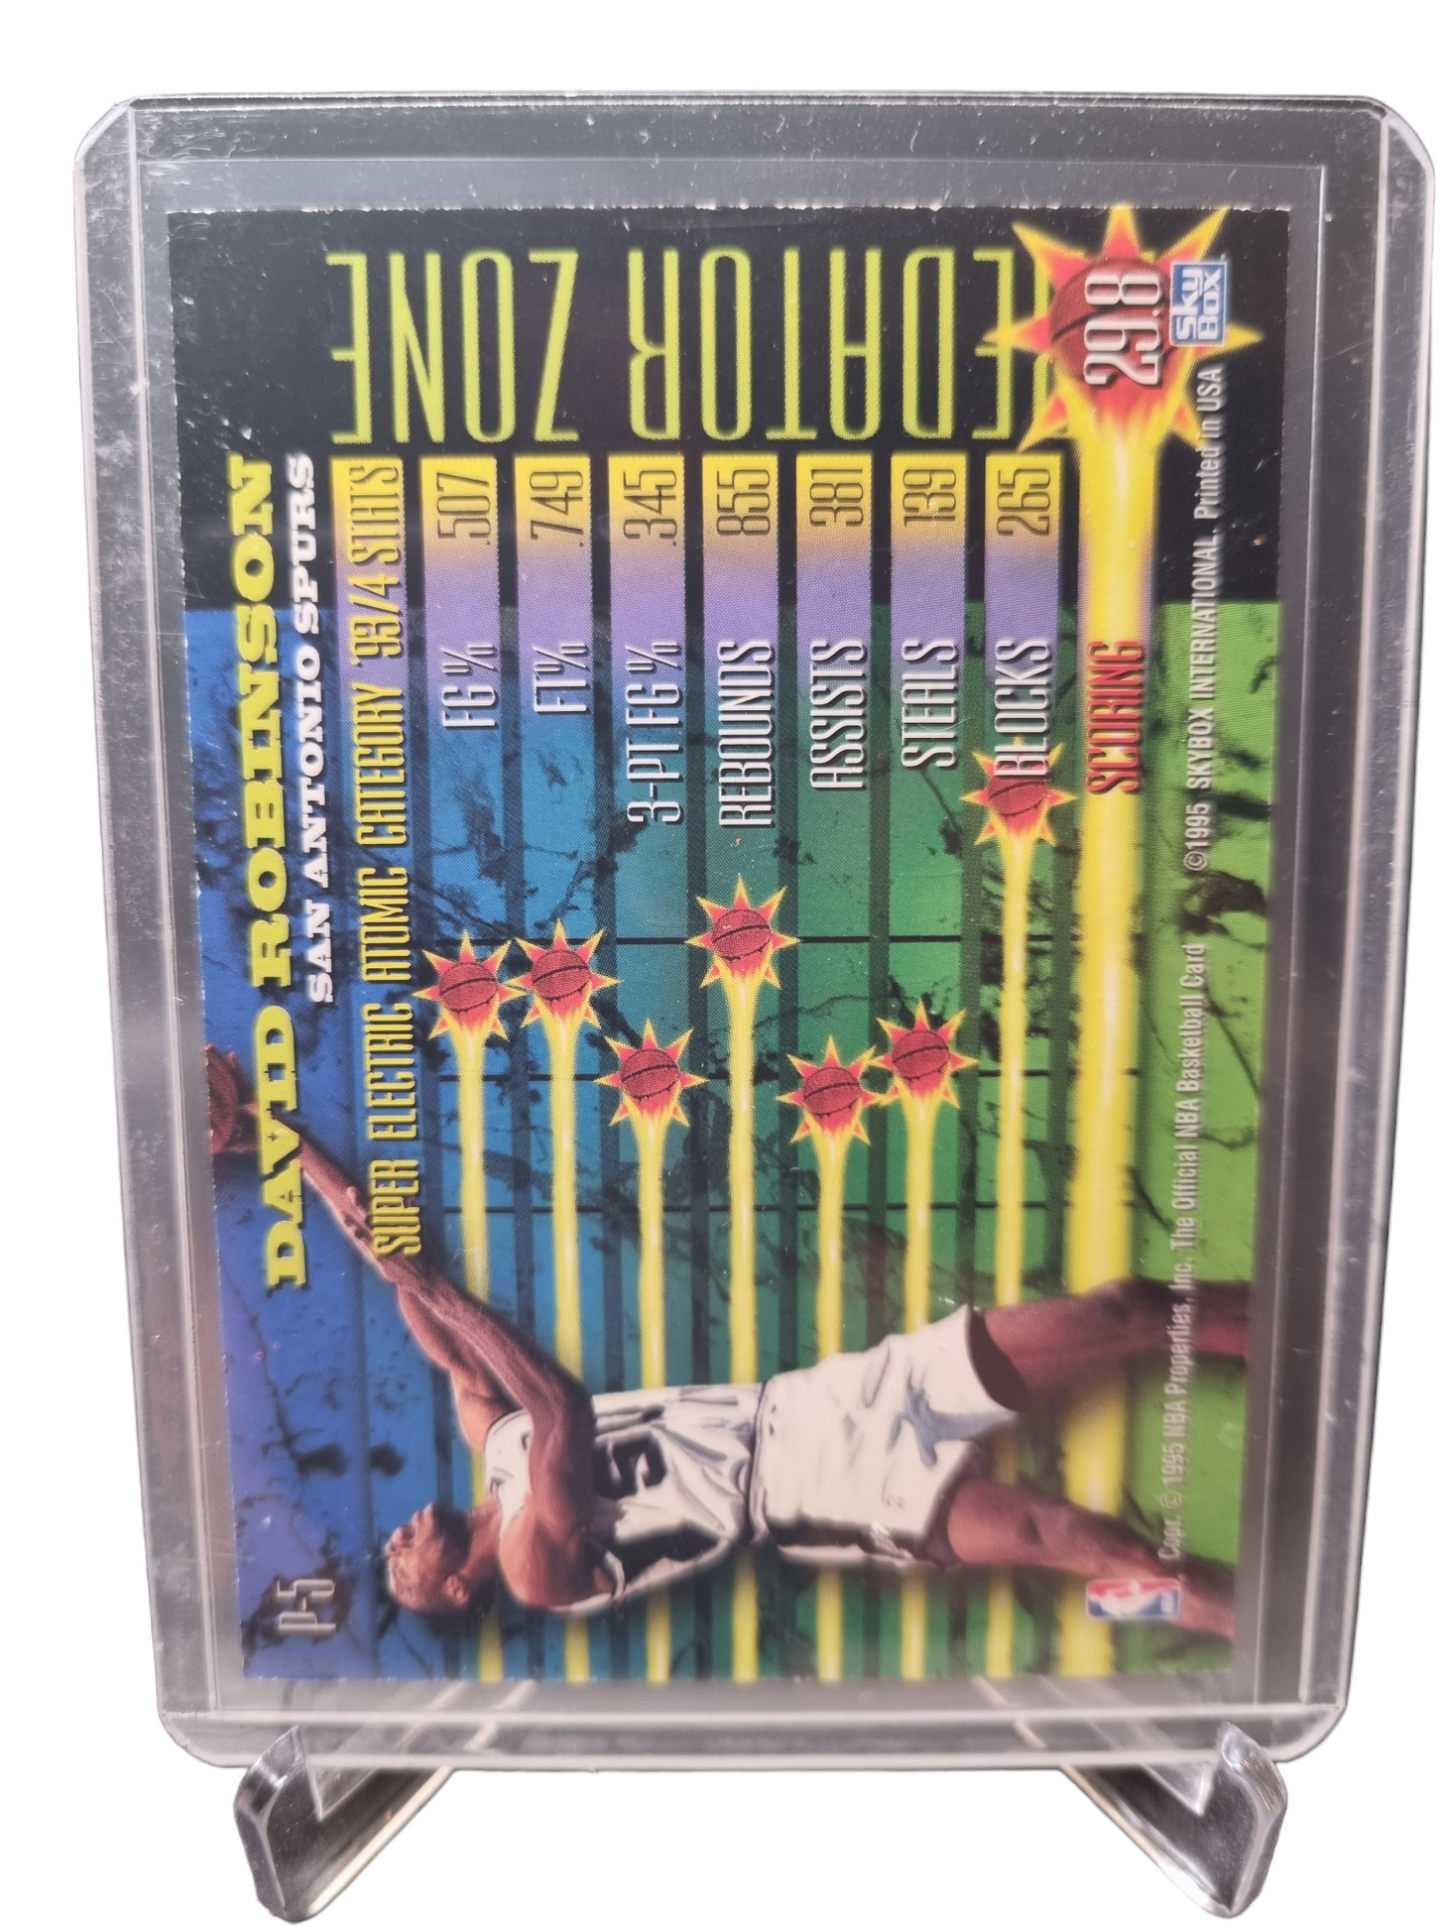 P-5
DAVID ROBINSON
SAN ANTONIO SPURS
SUPER ELECTRIC ATOMIC CATEGORY '93/4 STATS
FG % .507
FT% .749
3-PT FG % .345
REBOUNDS 855
ASSISTS 381
STEALS 139
BLOCKS 265
SCORING 29.8
EDATOR ZONE
5
SkyBox
Copr. © 1995 NBA Properties, Inc. The Official NBA Basketball Card ©1995 SKYBOX INTERNATIONAL. Printed in USA